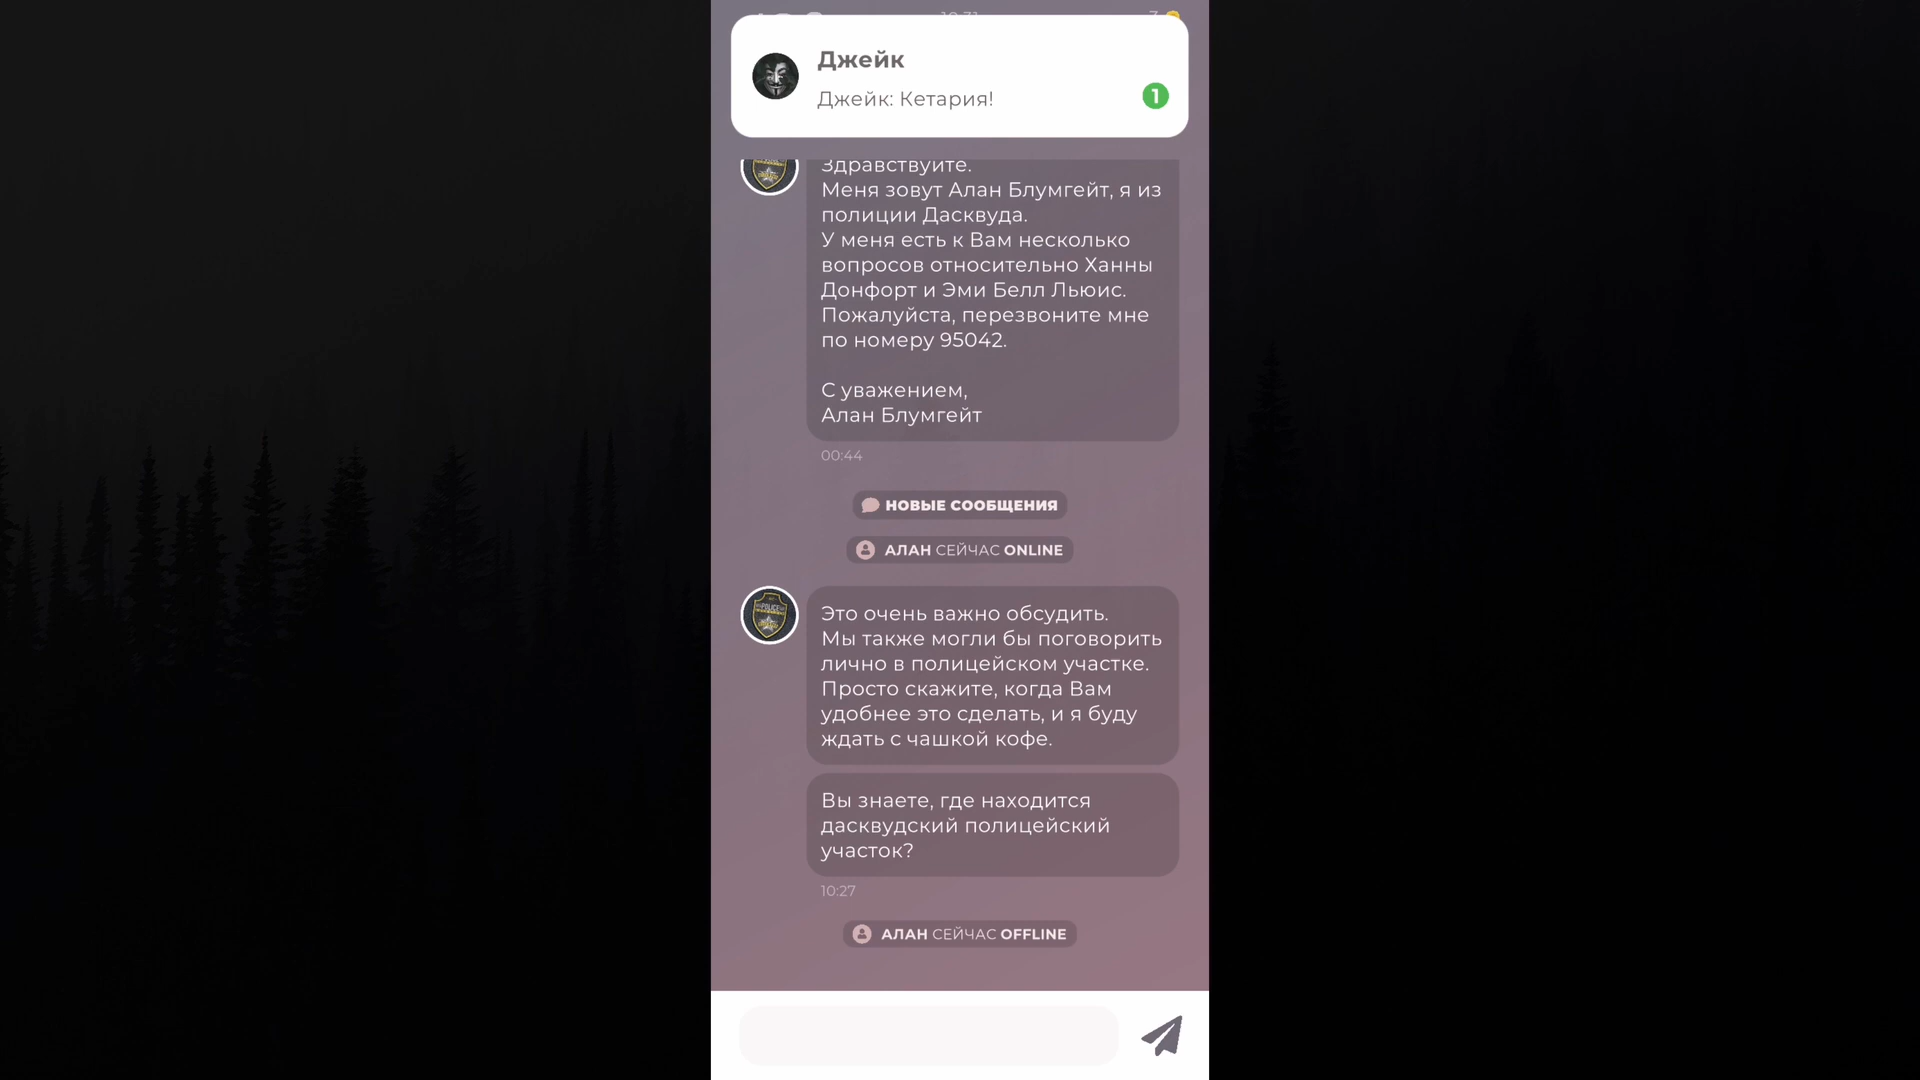 Джейк
Джейк: Кетария!
1
Здравствуйте.
Меня зовут Алан Блумгейт, я из
полиции Дасквуда.
У меня есть к Вам несколько
вопросов относительно Ханны
Донфорт и Эми Белл Льюис.
Пожалуйста, перезвоните мне
по номеру 95042.
С уважением,
Алан Блумгейт
00:44
НОВЫЕ СООБЩЕНИЯ
АЛАН СЕЙЧАС ONLINE
POLICE
Это очень важно обсудить.
Мы также могли бы поговорить
лично в полицейском участке.
Просто скажите, когда Вам
удобнее это сделать, и я буду
ждать с чашкой кофе.
Вы знаете, где находится
дасквудский полицейский
участок?
10:27
АЛАН СЕЙЧАС OFFLINE